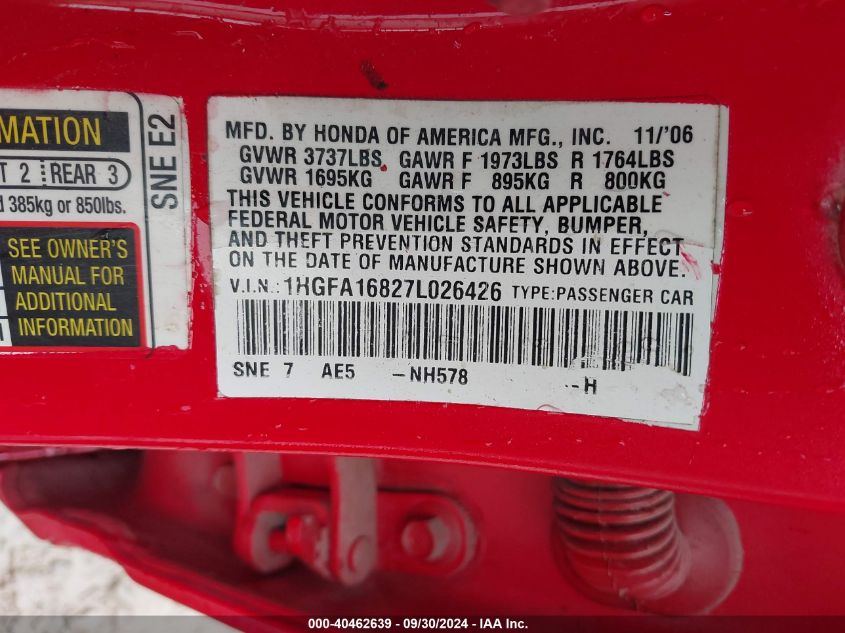 MATION
T 2 REAR 3
385kg or 850lbs.
SEE OWNER'S
MANUAL FOR
ADDITIONAL
INFORMATION
SNE E2
MFD. BY HONDA OF AMERICA MFG., INC. 11/'06
GVWR 3737LBS GAWR F 1973LBS R 1764LBS
GVWR 1695KG GAWR F 895KG R 800KG
THIS VEHICLE CONFORMS TO ALL APPLICABLE
FEDERAL MOTOR VEHICLE SAFETY, BUMPER,
AND THEFT PREVENTION STANDARDS IN EFFECT
ON THE DATE OF MANUFACTURE SHOWN ABOVE.
V.I.N.: 1HGFA16827L026426 TYPE:PASSENGER CAR
SNE 7 AE5 -NH578 -H
000-40462639 - 09/30/2024 - IAA Inc.